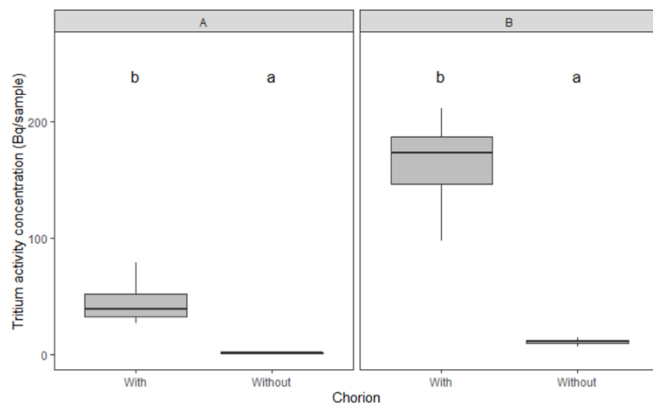 A
B
b
a
b
a
200
100
0
Tritium activity concentration (Bq/sample)
With
Without
With
Without
Chorion